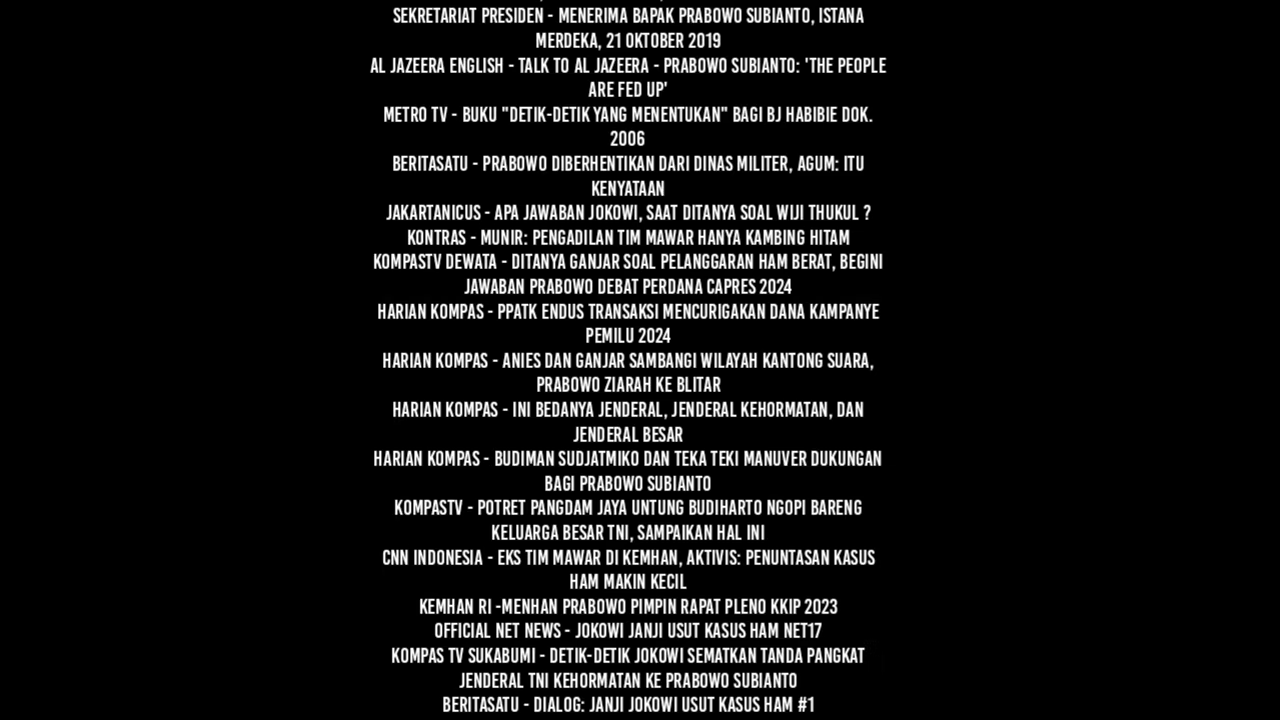 SEKRETARIAT PRESIDEN - MENERIMA BAPAK PRABOWO SUBIANTO, ISTANA
MERDEKA, 21 OKTOBER 2019
AL JAZEERA ENGLISH - TALK TO AL JAZEERA - PRABOWO SUBIANTO: 'THE PEOPLE
ARE FED UP'
METRO TV - BUKU "DETIK-DETIK YANG MENENTUKAN" BAGI BJ HABIBIE DOK.
2006
BERITASATU - PRABOWO DIBERHENTIKAN DARI DINAS MILITER, AGUM: ITU
KENYATAAN
JAKARTANICUS - APA JAWABAN JOKOWI, SAAT DITANYA SOAL WIJI THUKUL ?
KONTRAS - MUNIR: PENGADILAN TIM MAWAR HANYA KAMBING HITAM
KOMPASTV DEWATA - DITANYA GANJAR SOAL PELANGGARAN HAM BERAT, BEGINI
JAWABAN PRABOWO DEBAT PERDANA CAPRES 2024
HARIAN KOMPAS - PPATK ENDUS TRANSAKSI MENCURIGAKAN DANA KAMPANYE
PEMILU 2024
HARIAN KOMPAS - ANIES DAN GANJAR SAMBANGI WILAYAH KANTONG SUARA,
PRABOWO ZIARAH KE BLITAR
HARIAN KOMPAS - INI BEDANYA JENDERAL, JENDERAL KEHORMATAN, DAN
JENDERAL BESAR
HARIAN KOMPAS - BUDIMAN SUDJATMIKO DAN TEKA TEKI MANUVER DUKUNGAN
BAGI PRABOWO SUBIANTO
KOMPASTV - POTRET PANGDAM JAYA UNTUNG BUDIHARTO NGOPI BARENG
KELUARGA BESAR TNI, SAMPAIKAN HAL INI
CNN INDONESIA - EKS TIM MAWAR DI KEMHAN, AKTIVIS: PENUNTASAN KASUS
HAM MAKIN KECIL
KEMHAN RI -MENHAN PRABOWO PIMPIN RAPAT PLENO KKIP 2023
OFFICIAL NET NEWS - JOKOWI JANJI USUT KASUS HAM NET17
KOMPAS TV SUKABUMI - DETIK-DETIK JOKOWI SEMATKAN TANDA PANGKAT
JENDERAL TNI KEHORMATAN KE PRABOWO SUBIANTO
BERITASATU - DIALOG: JANJI JOKOWI USUT KASUS HAM #1